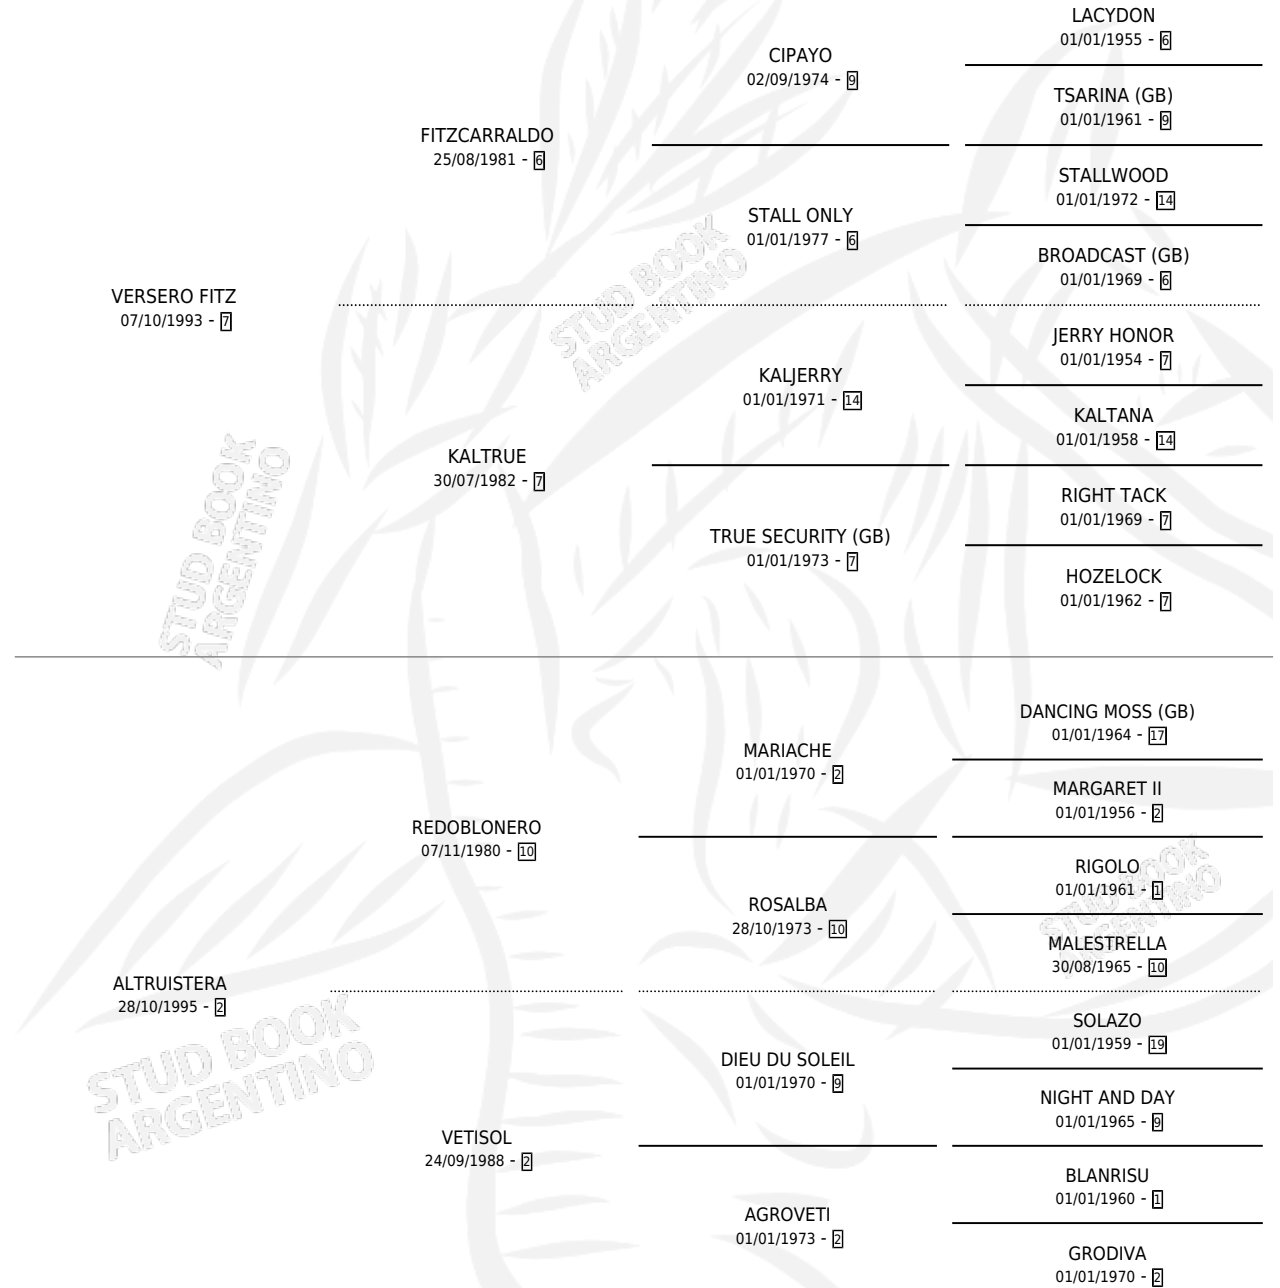 LACYDON
01/01/1955 - 6
CIPAYO
02/09/1974 - 9
TSARINA (GB)
01/01/1961 - 9
FITZCARRALDO
25/08/1981 - 6
STALLWOOD
01/01/1972 - 14
STALL ONLY
01/01/1977 - 6
BROADCAST (GB)
01/01/1969 - 6
VERSERO FITZ
07/10/1993 - 7
JERRY HONOR
01/01/1954 - 7
KALJERRY
01/01/1971 - 14
KALTANA
01/01/1958 - 14
KALTRUE
30/07/1982 - 7
RIGHT TACK
01/01/1969 - 7
TRUE SECURITY (GB)
01/01/1973 - 7
HOZELOCK
01/01/1962 - 7
DANCING MOSS (GB)
01/01/1964 - 17
MARIACHE
01/01/1970 - 2
MARGARET II
01/01/1956 - 2
REDOBLONERO
07/11/1980 - 10
RIGOLO
01/01/1961 - 1
ROSALBA
28/10/1973 - 10
MALESTRELLA
30/08/1965 - 10
ALTRUISTERA
28/10/1995 - 2
SOLAZO
01/01/1959 - 19
DIEU DU SOLEIL
01/01/1970 - 9
NIGHT AND DAY
01/01/1965 - 9
VETISOL
24/09/1988 - 2
BLANRISU
01/01/1960 - 1
AGROVETI
01/01/1973 - 2
GRODIVA
01/01/1970 - 2
STUD BOOK
ARGENTINO
STUD BOOK
ARGENTINO
STUD BOOK
ARGENTINO
STUD BOOK
ARGENTINO